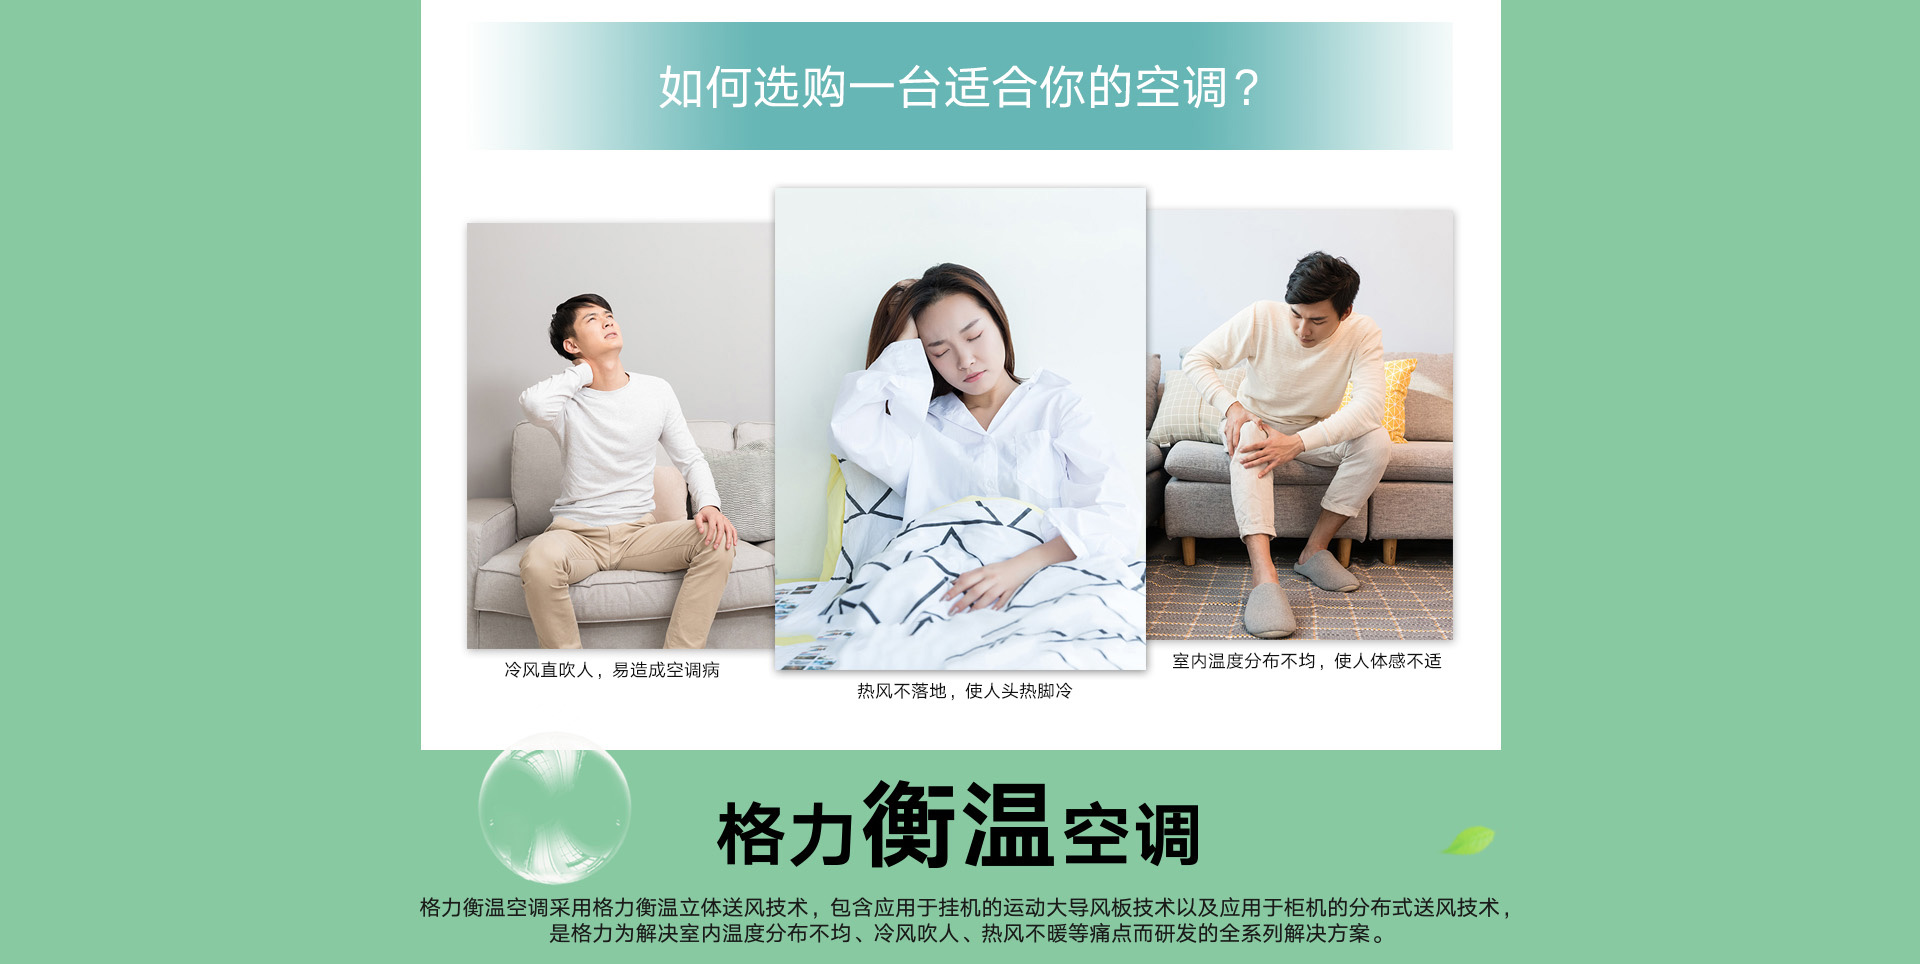 如何选购一台适合你的空调？
冷风直吹人，易造成空调病
热风不落地，使人头热脚冷
室内温度分布不均，使人体感不适
格力衡温空调
格力衡温空调采用格力衡温立体送风技术，包含应用于挂机的运动大导风板技术以及应用于柜机的分布式送风技术，
是格力为解决室内温度分布不均、冷风吹人、热风不暖等痛点而研发的全系列解决方案。